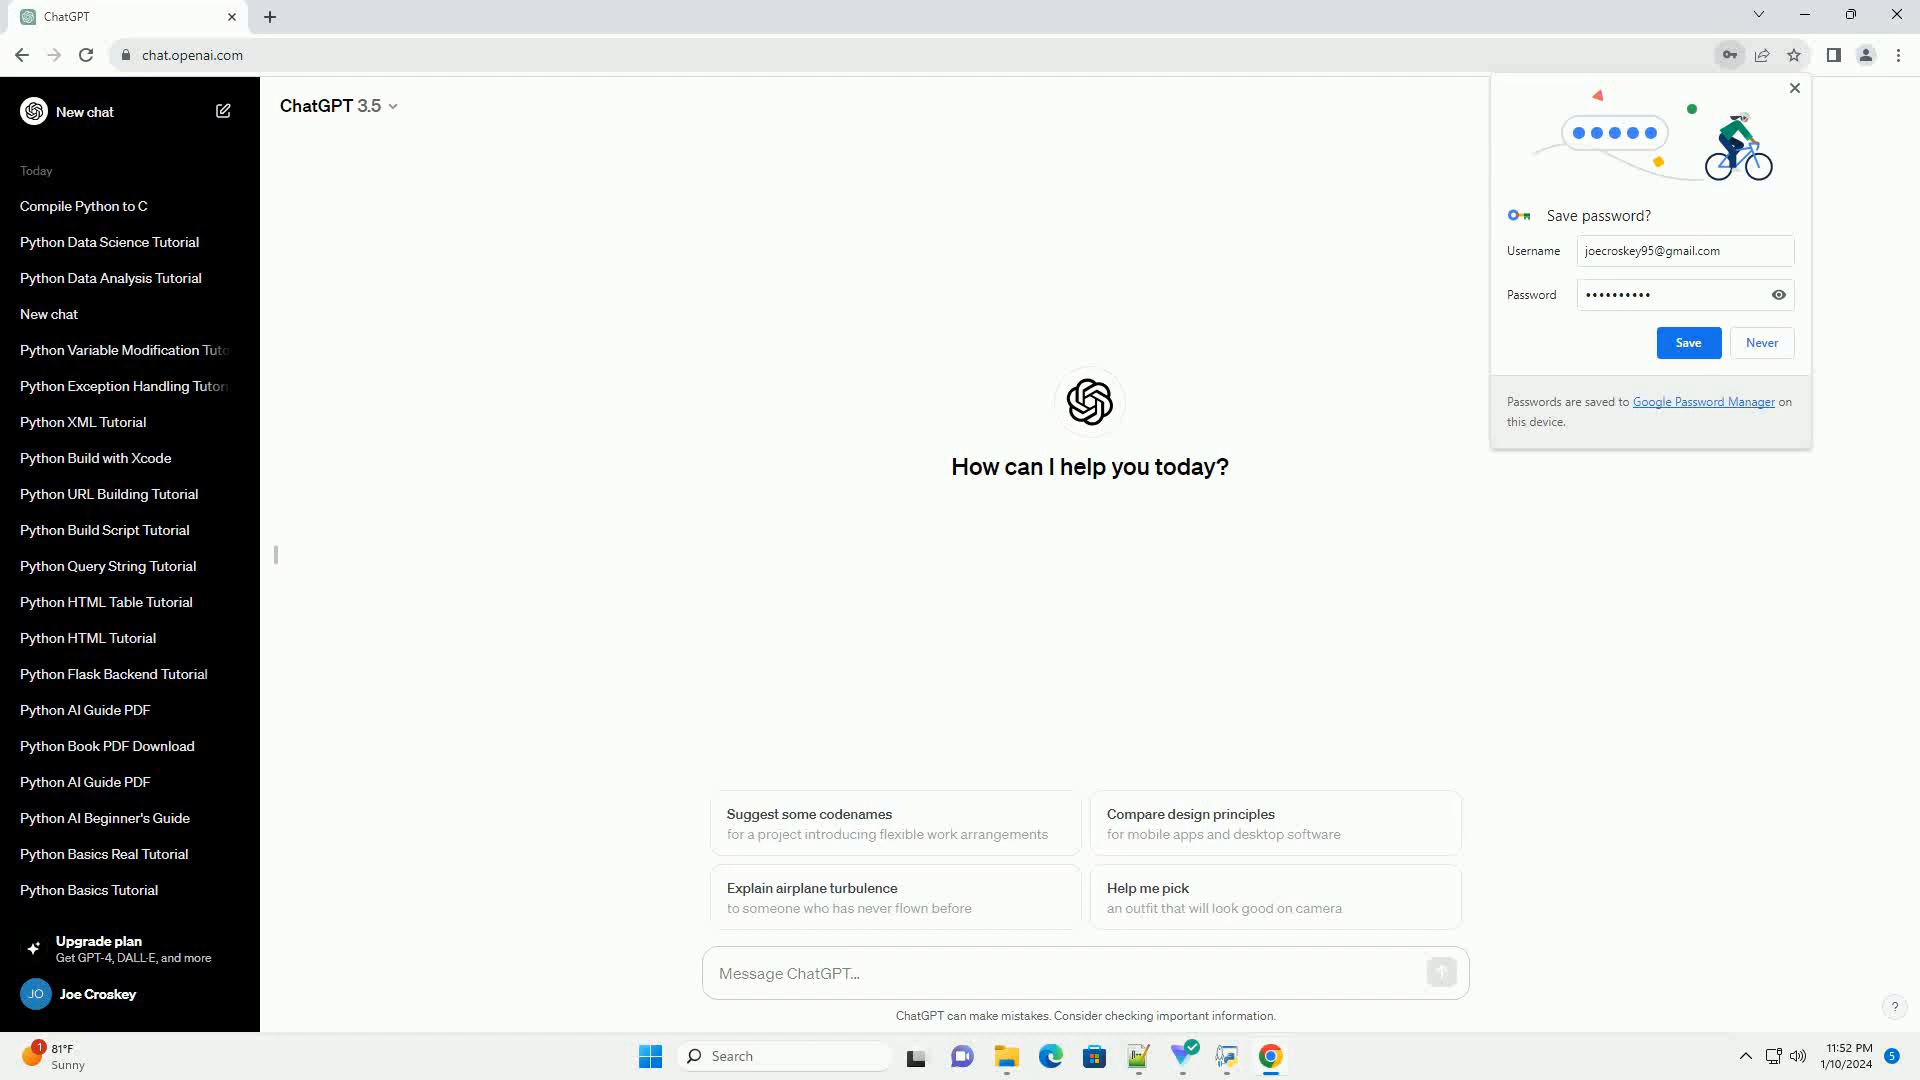 ChatGPT
chat.openai.com
New chat
Today
Compile Python to C
Python Data Science Tutorial
Python Data Analysis Tutorial
New chat
Python Variable Modification Tuto
Python Exception Handling Tutori
Python XML Tutorial
Python Build with Xcode
Python URL Building Tutorial
Python Build Script Tutorial
Python Query String Tutorial
Python HTML Table Tutorial
Python HTML Tutorial
Python Flask Backend Tutorial
Python AI Guide PDF
Python Book PDF Download
Python AI Guide PDF
Python AI Beginner's Guide
Python Basics Real Tutorial
Python Basics Tutorial
Upgrade plan
Get GPT-4, DALL·E, and more
JO Joe Croskey
ChatGPT 3.5
How can I help you today?
Suggest some codenames
for a project introducing flexible work arrangements
Compare design principles
for mobile apps and desktop software
Explain airplane turbulence
to someone who has never flown before
Help me pick
an outfit that will look good on camera
Message ChatGPT...
ChatGPT can make mistakes. Consider checking important information.
?
Save password?
Username joecroskey95@gmail.com
Password ••••••••••
Save Never
Passwords are saved to Google Password Manager on
this device.
1
81°F
Sunny
Search
11:52 PM
1/10/2024
5